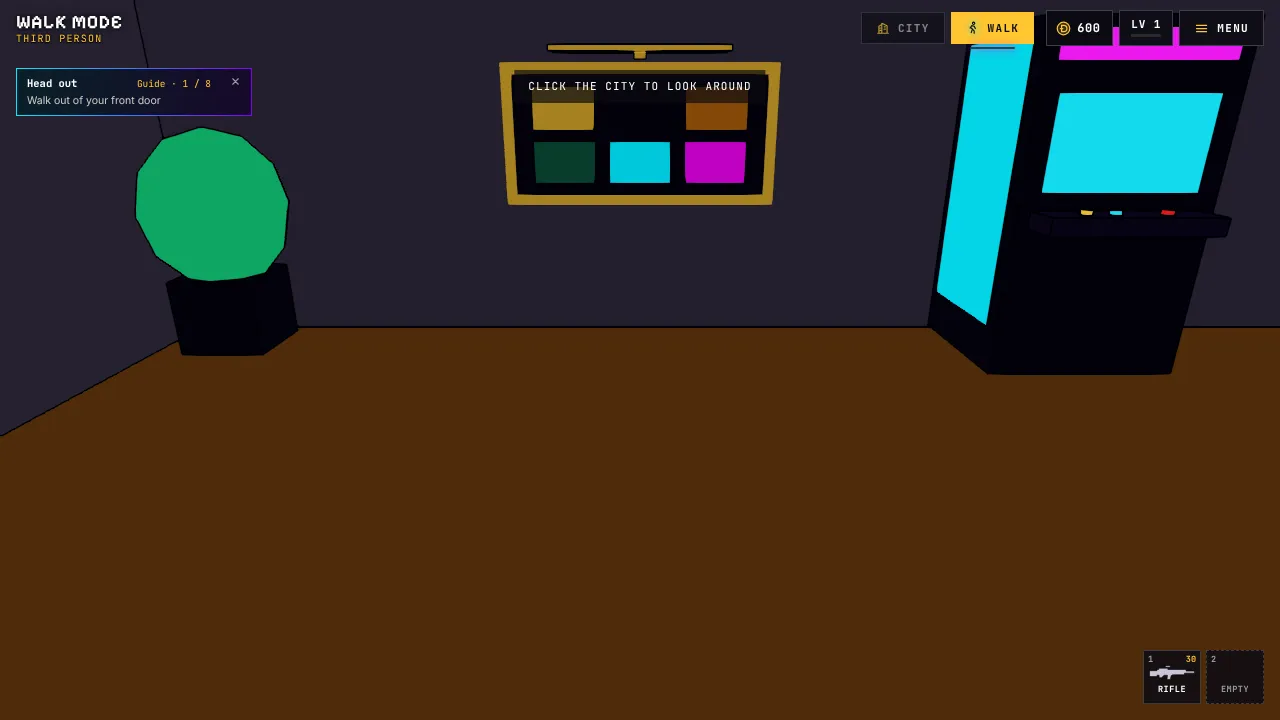 WALK MODE
THIRD PERSON
CITY
WALK
600
LV 1
MENU
Head out
Guide · 1 / 8
×
Walk out of your front door
CLICK THE CITY TO LOOK AROUND
1
30
RIFLE
2
EMPTY